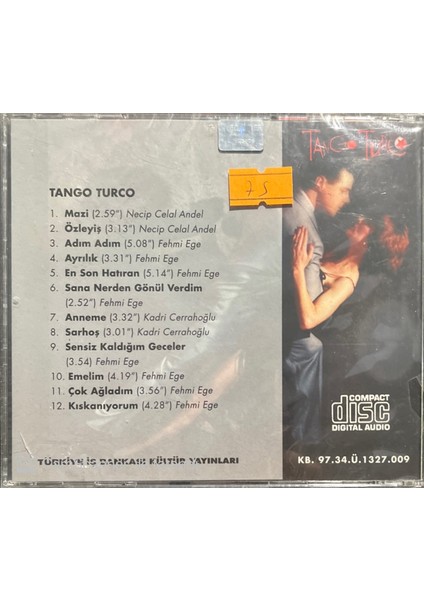 TANGO TURCO
75
TANGO TURCO
1. Mazi (2.59") Necip Celal Andel
2. Özleyiş (3.13") Necip Celal Andel
3. Adım Adım (5.08") Fehmi Ege
4. Ayrılık (3.31") Fehmi Ege
5. En Son Hatıran (5.14") Fehmi Ege
6. Sana Nerden Gönül Verdim
(2.52") Fehmi Ege
7. Anneme (3.32") Kadri Cerrahoğlu
8. Sarhoş (3.01") Kadri Cerrahoğlu
9. Sensiz Kaldığım Geceler
(3.54) Fehmi Ege
10. Emelim (4.19") Fehmi Ege
11. Çok Ağladım (3.56") Fehmi Ege
12. Kıskanıyorum (4.28") Fehmi Ege
COMPACT
disc
DIGITAL AUDIO
TÜRKİYE İŞ BANKASI KÜLTÜR YAYINLARI
KB. 97.34.Ü.1327.009